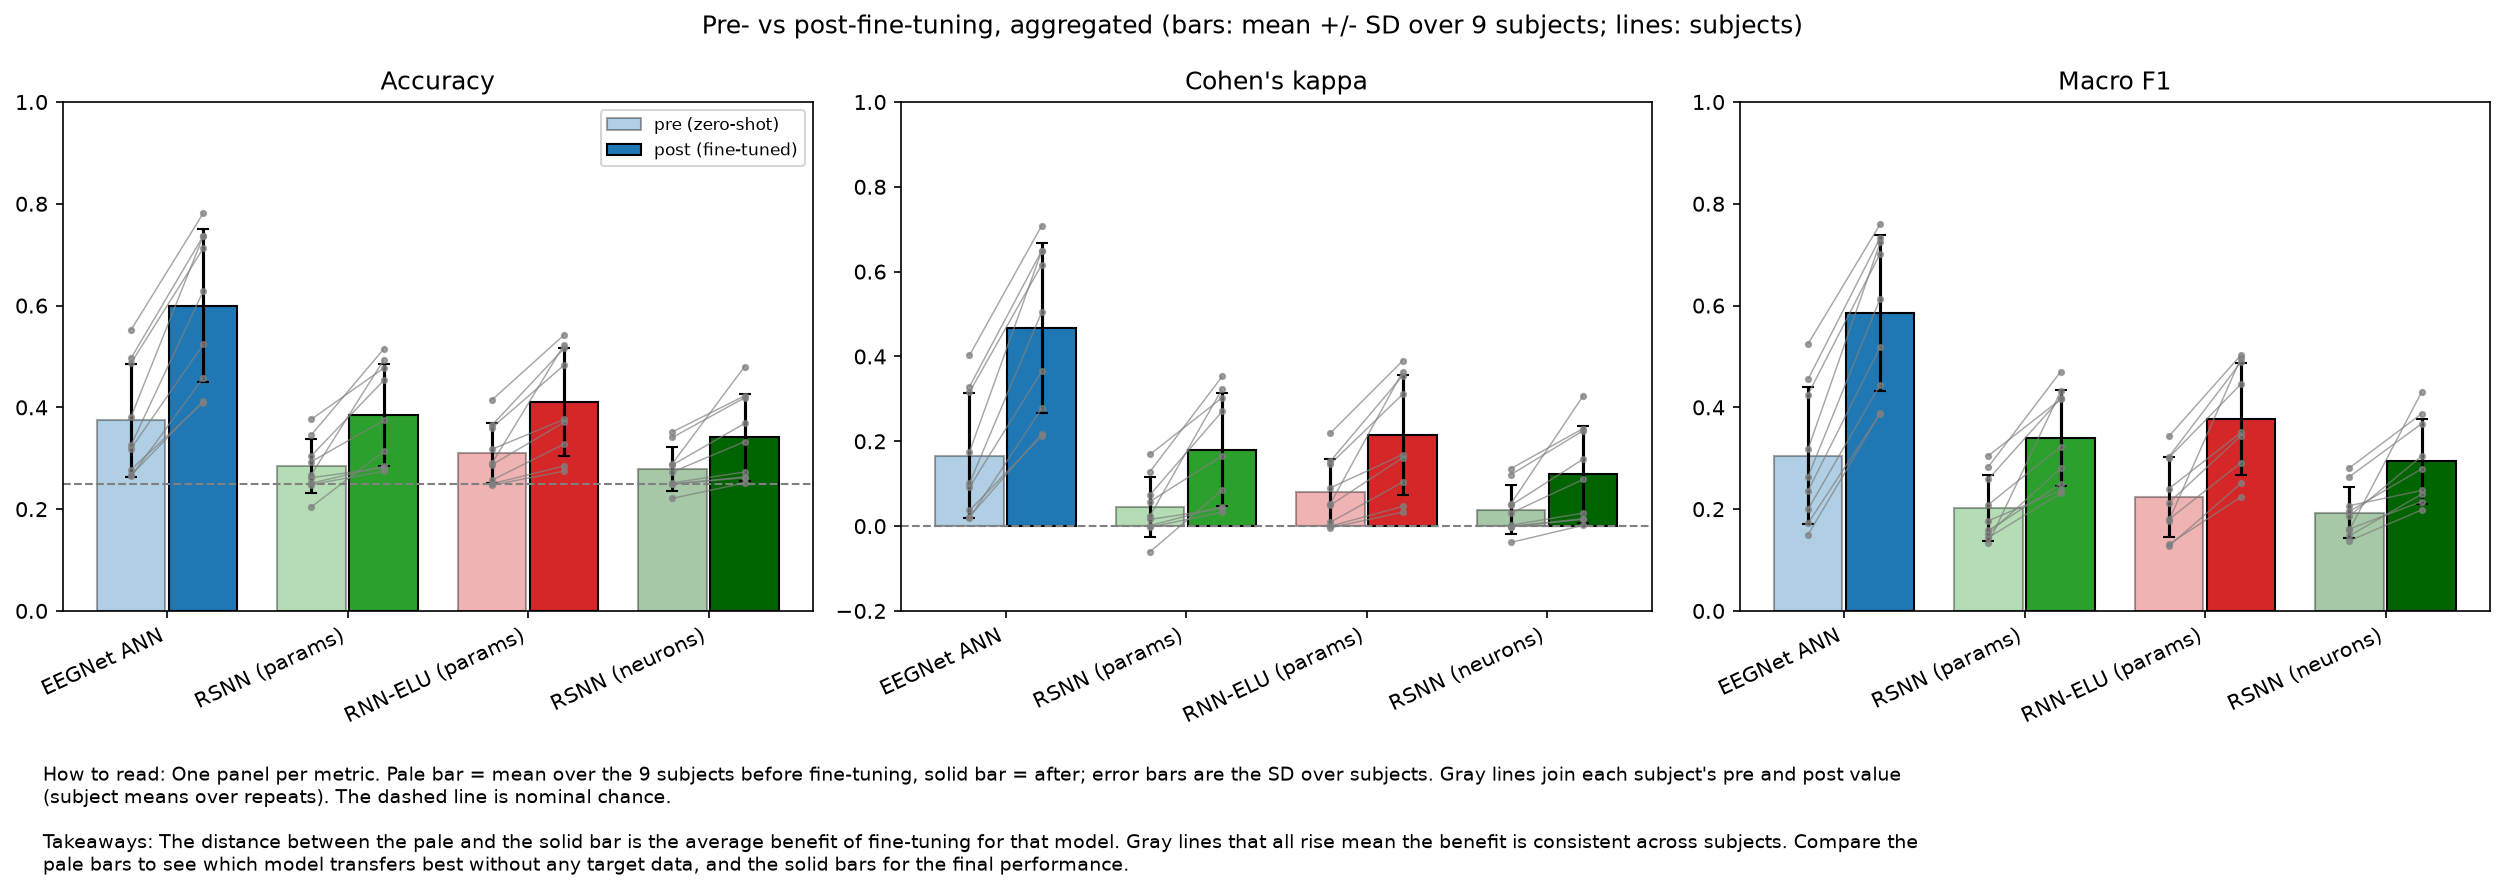 Pre- vs post-fine-tuning, aggregated (bars: mean +/- SD over 9 subjects; lines: subjects)
Accuracy
1.0
0.8
0.6
0.4
0.2
0.0
pre (zero-shot)
post (fine-tuned)
EEGNet ANN
RSNN (params)
RNN-ELU (params)
RSNN (neurons)
Cohen's kappa
1.0
0.8
0.6
0.4
0.2
0.0
−0.2
EEGNet ANN
RSNN (params)
RNN-ELU (params)
RSNN (neurons)
Macro F1
1.0
0.8
0.6
0.4
0.2
0.0
EEGNet ANN
RSNN (params)
RNN-ELU (params)
RSNN (neurons)
How to read: One panel per metric. Pale bar = mean over the 9 subjects before fine-tuning, solid bar = after; error bars are the SD over subjects. Gray lines join each subject's pre and post value
(subject means over repeats). The dashed line is nominal chance.
Takeaways: The distance between the pale and the solid bar is the average benefit of fine-tuning for that model. Gray lines that all rise mean the benefit is consistent across subjects. Compare the
pale bars to see which model transfers best without any target data, and the solid bars for the final performance.